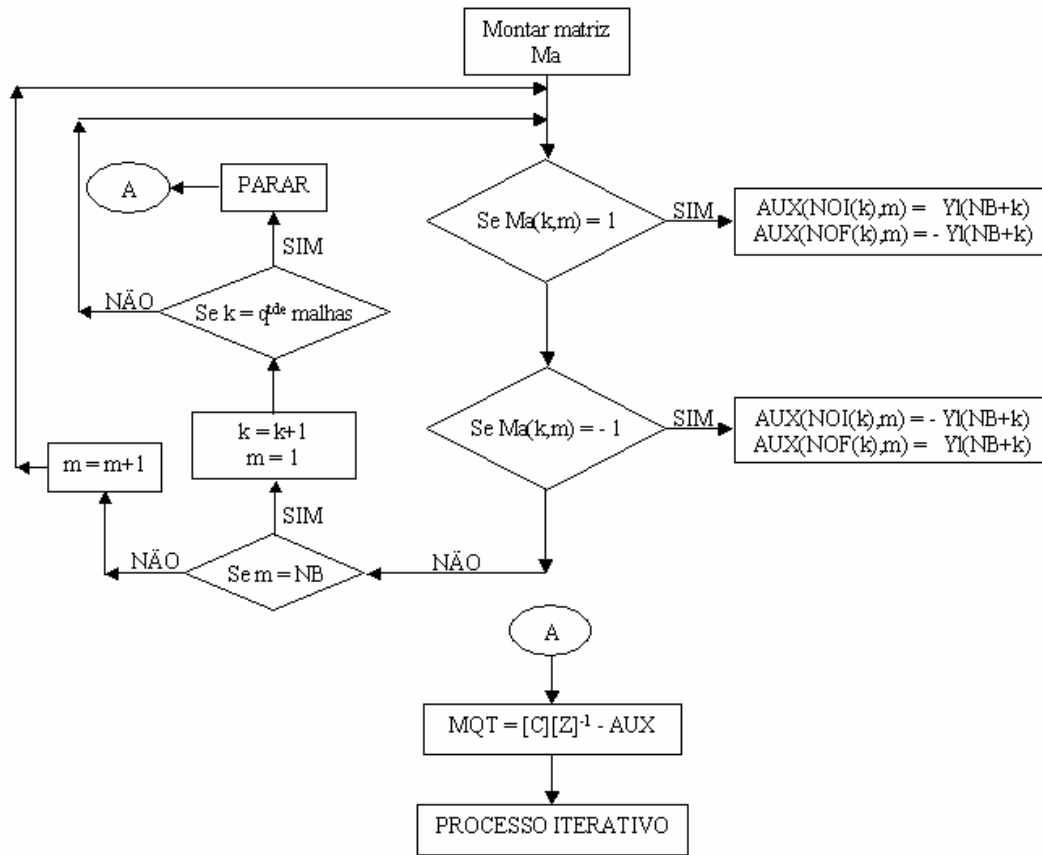 Montar matriz
Ma
A
PARAR
SIM
Se Ma(k,m) = 1
SIM
AUX(NOI(k),m) = Yl(NB+k)
AUX(NOF(k),m) = - Yl(NB+k)
NÃO
Se k = qtde malhas
k = k+1
m = 1
Se Ma(k,m) = - 1
SIM
AUX(NOI(k),m) = - Yl(NB+k)
AUX(NOF(k),m) = Yl(NB+k)
m = m+1
SIM
NÃO
Se m = NB
NÃO
A
MQT = [C][Z]-1 - AUX
PROCESSO ITERATIVO